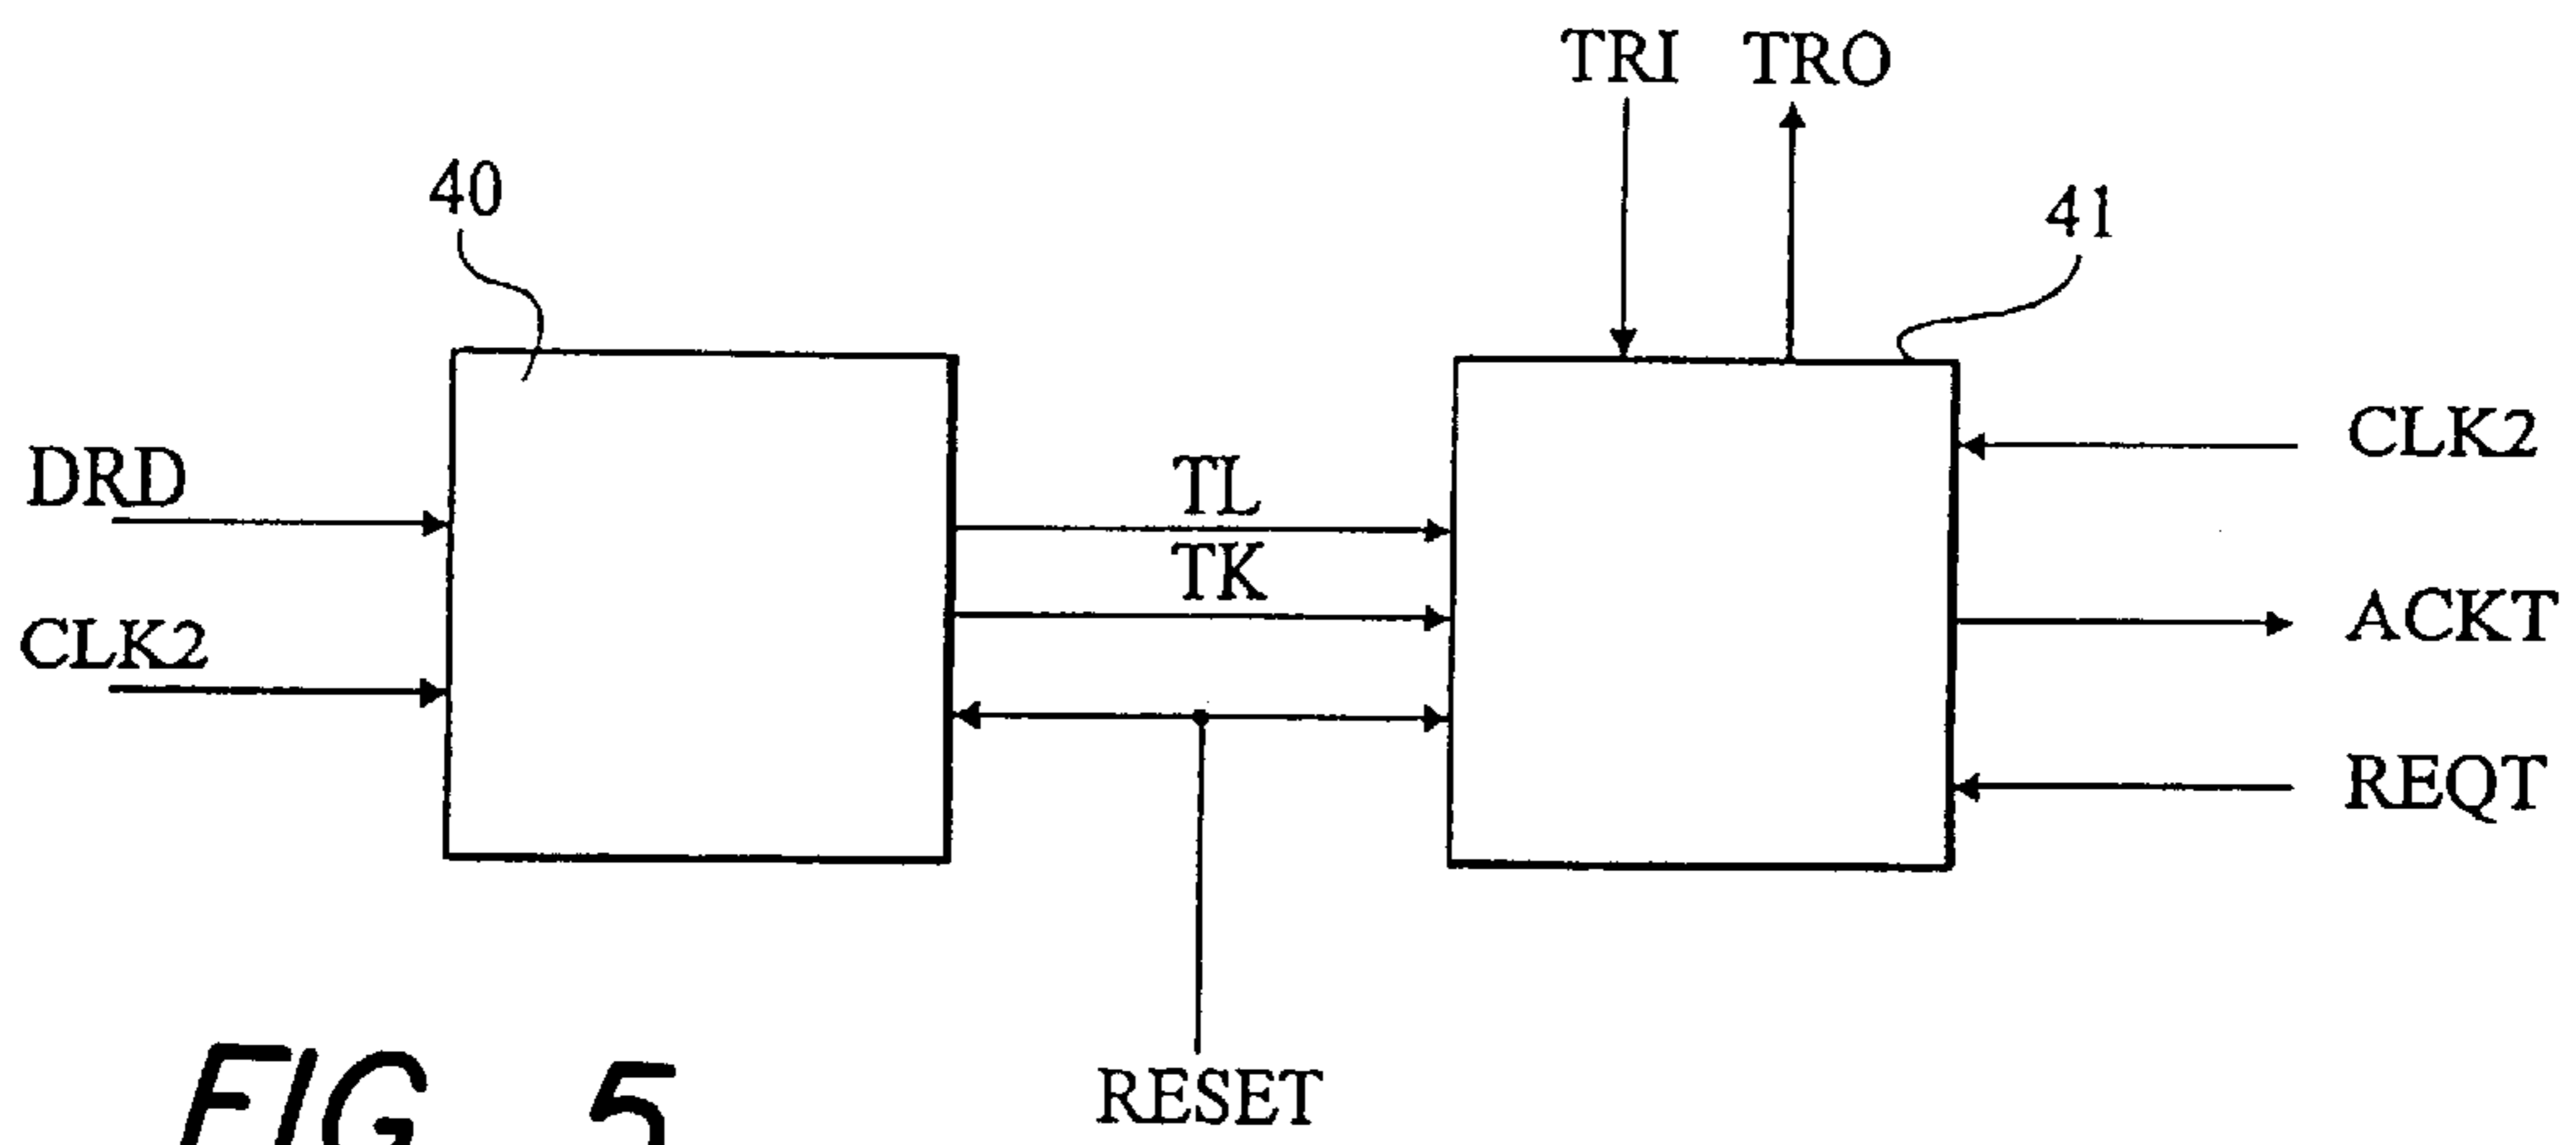 TRI TRO
40
41
CLK2
DRD
TL
TK
CLK2
ACKT
REQT
RESET
FIG 5